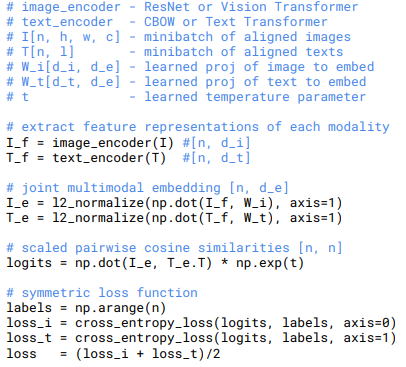 # image_encoder - ResNet or Vision Transformer
# text_encoder - CBOW or Text Transformer
# I[n, h, w, c] - minibatch of aligned images
# T[n, l] - minibatch of aligned texts
# W_i[d_i, d_e] - learned proj of image to embed
# W_t[d_t, d_e] - learned proj of text to embed
# t - learned temperature parameter
# extract feature representations of each modality
I_f = image_encoder(I) #[n, d_i]
T_f = text_encoder(T) #[n, d_t]
# joint multimodal embedding [n, d_e]
I_e = l2_normalize(np.dot(I_f, W_i), axis=1)
T_e = l2_normalize(np.dot(T_f, W_t), axis=1)
# scaled pairwise cosine similarities [n, n]
logits = np.dot(I_e, T_e.T) * np.exp(t)
# symmetric loss function
labels = np.arange(n)
loss_i = cross_entropy_loss(logits, labels, axis=0)
loss_t = cross_entropy_loss(logits, labels, axis=1)
loss = (loss_i + loss_t)/2